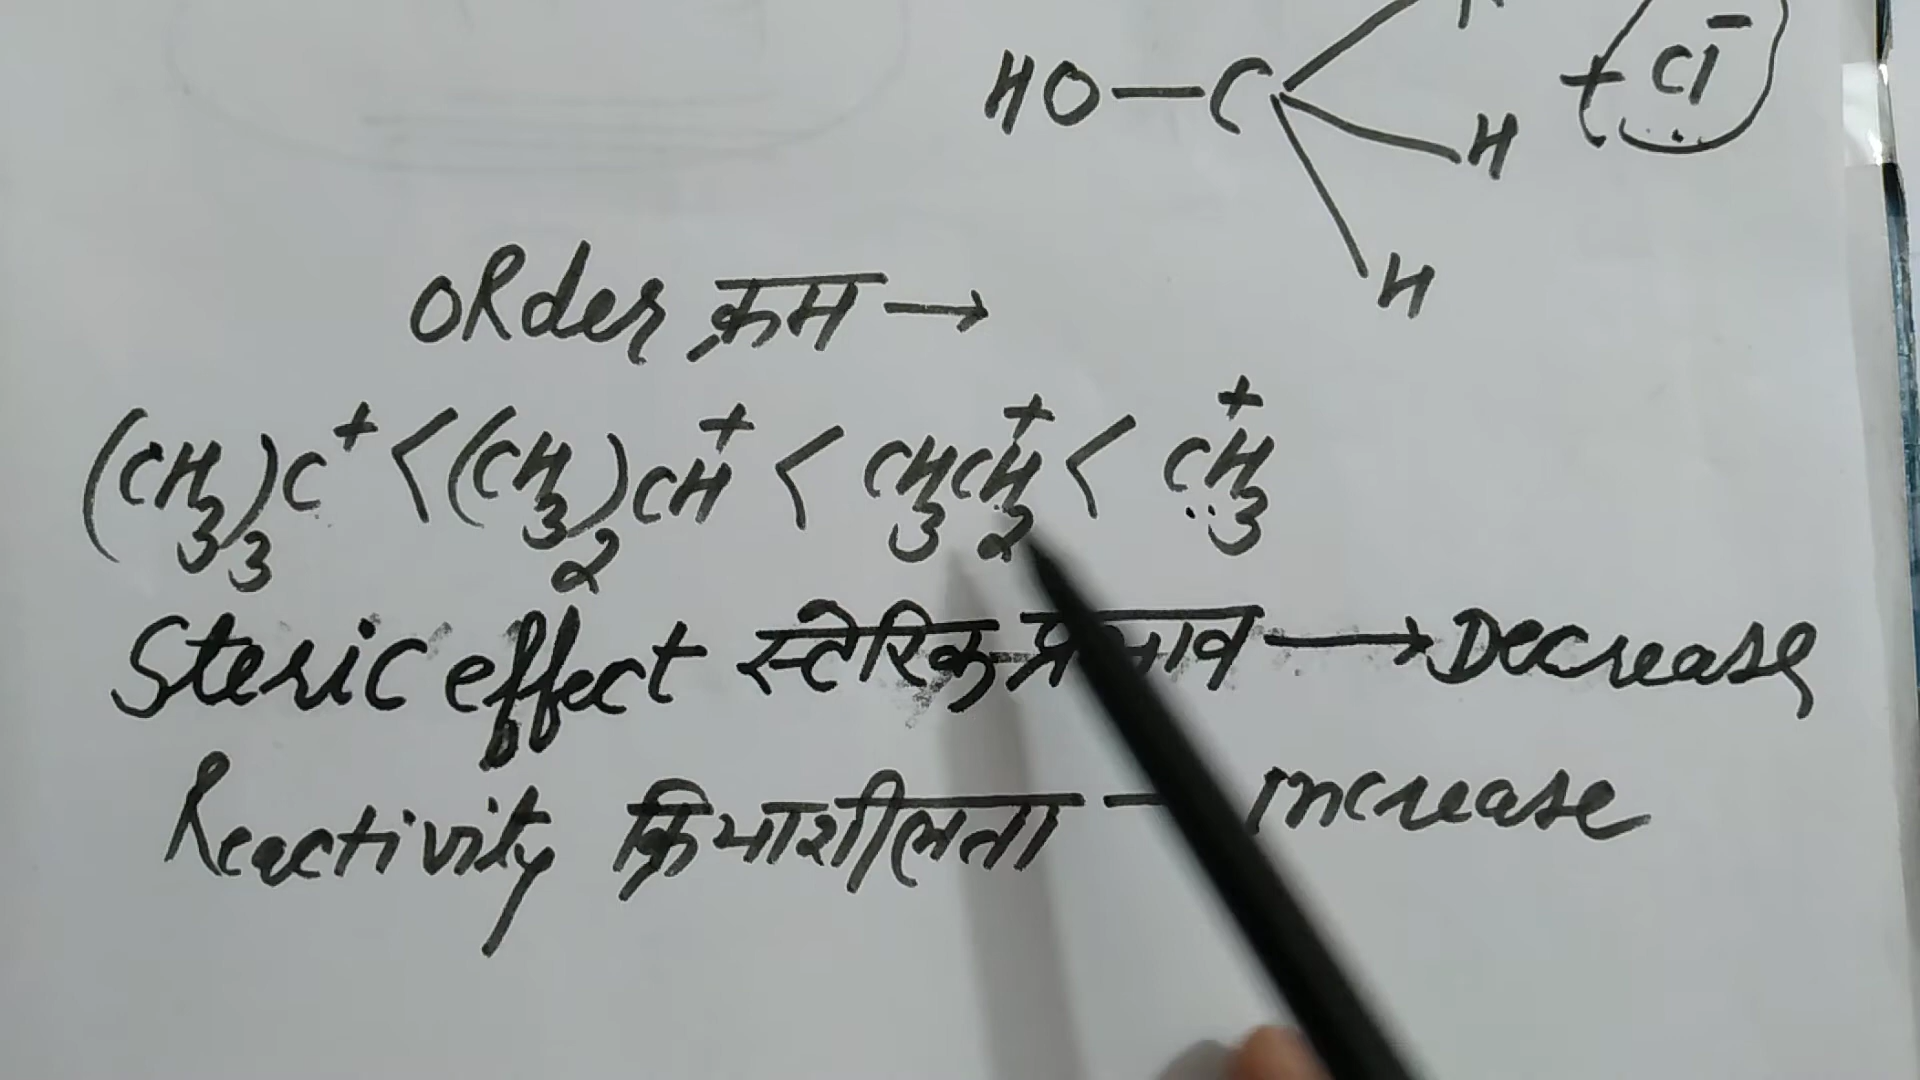 HO—C + Cl⁻
H
H
ORder क्रम →
(CH₃)₃C⁺ < (CH₃)₂CH⁺ < CH₃CH₂⁺ < CH₃⁺
Steric effect स्टेरिक प्रभाव → Decrease
Reactivity क्रियाशीलता — increase